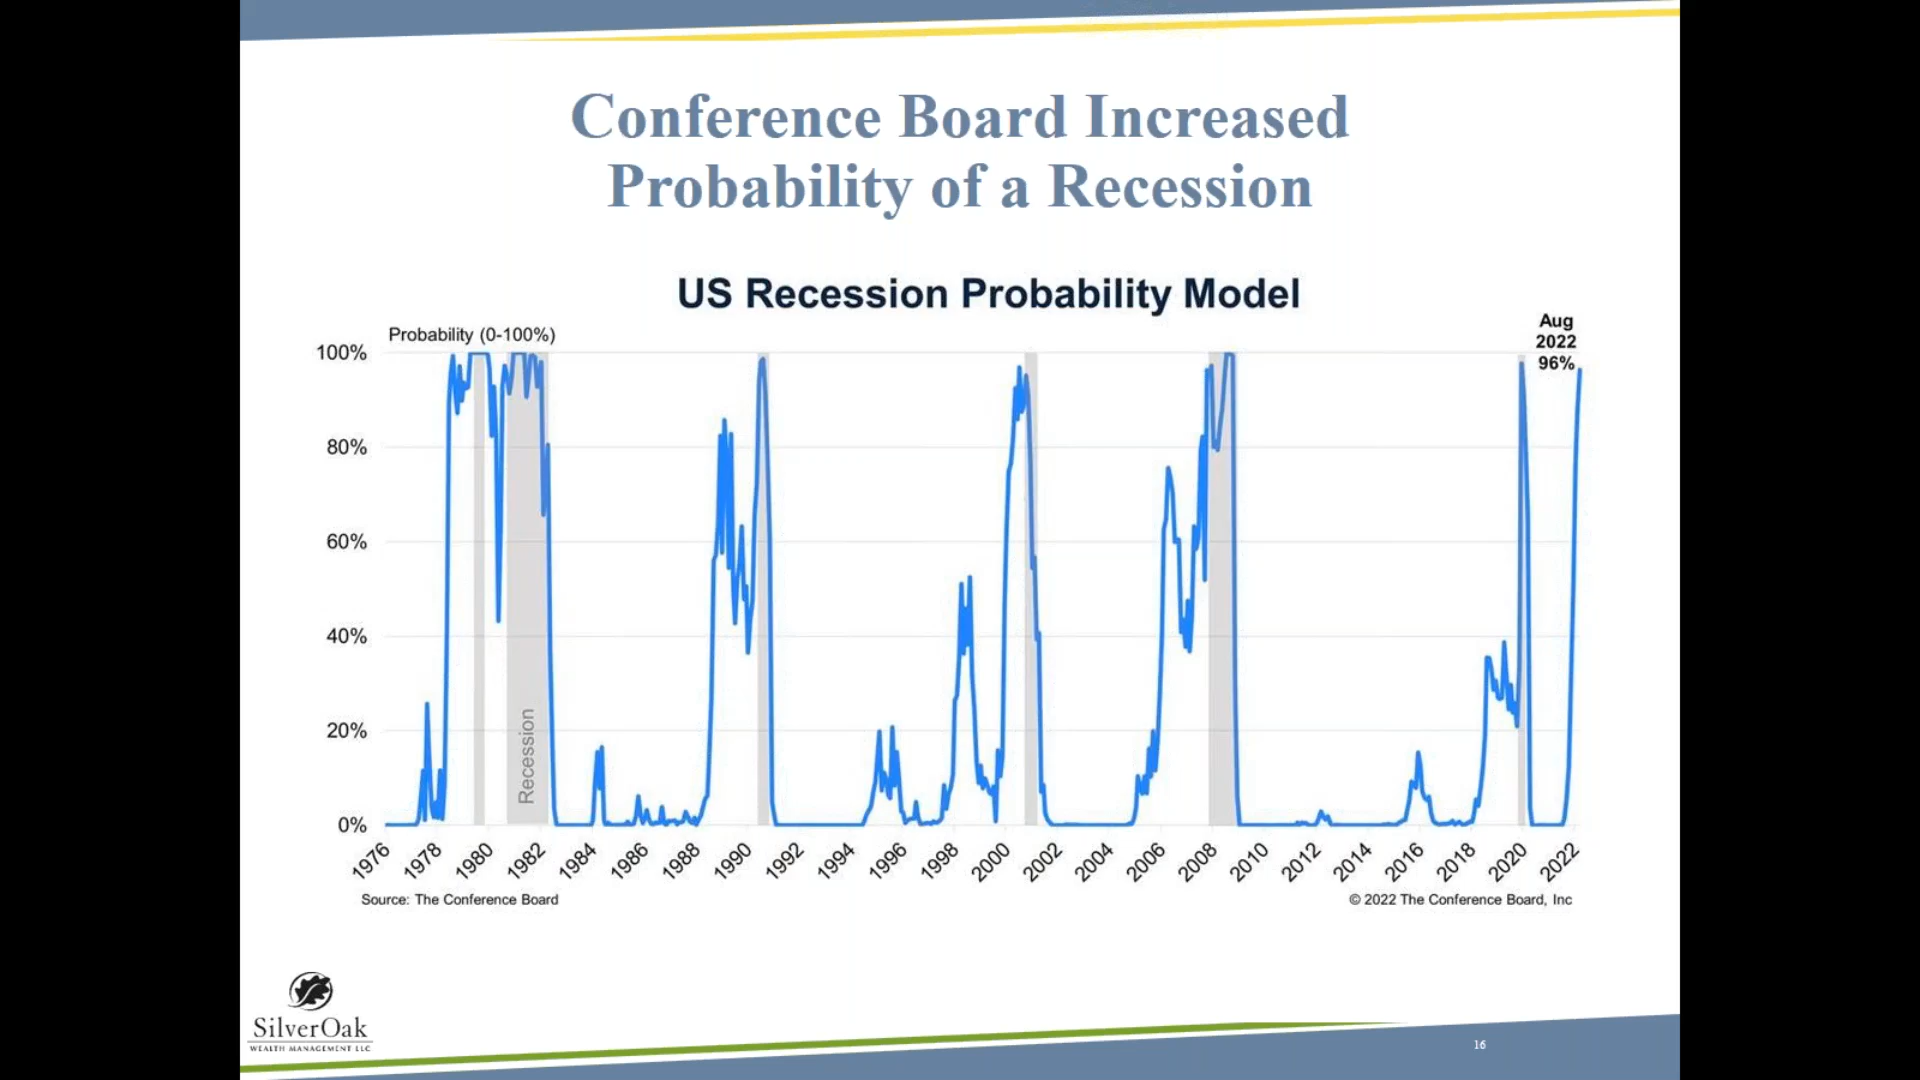 Conference Board Increased
Probability of a Recession
US Recession Probability Model
Probability (0-100%)
Aug
2022
96%
100%
80%
60%
40%
20%
0%
Recession
1976 1978 1980 1982 1984 1986 1988 1990 1992 1994 1996 1998 2000 2002 2004 2006 2008 2010 2012 2014 2016 2018 2020 2022
Source: The Conference Board
© 2022 The Conference Board, Inc
SilverOak
WEALTH MANAGEMENT LLC
16